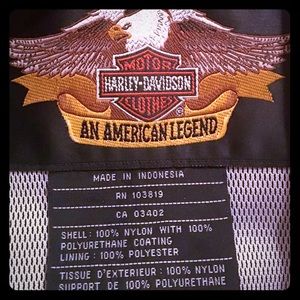 MOTOR
HARLEY-DAVIDSON
CLOTHES
AN AMERICAN LEGEND
MADE IN INDONESIA
RN 103819
CA 03402
SHELL: 100% NYLON WITH 100%
POLYURETHANE COATING
LINING: 100% POLYESTER
TISSUE D'EXTERIEUR : 100% NYLON
SUPPORT DE 100% POLYURETHANE